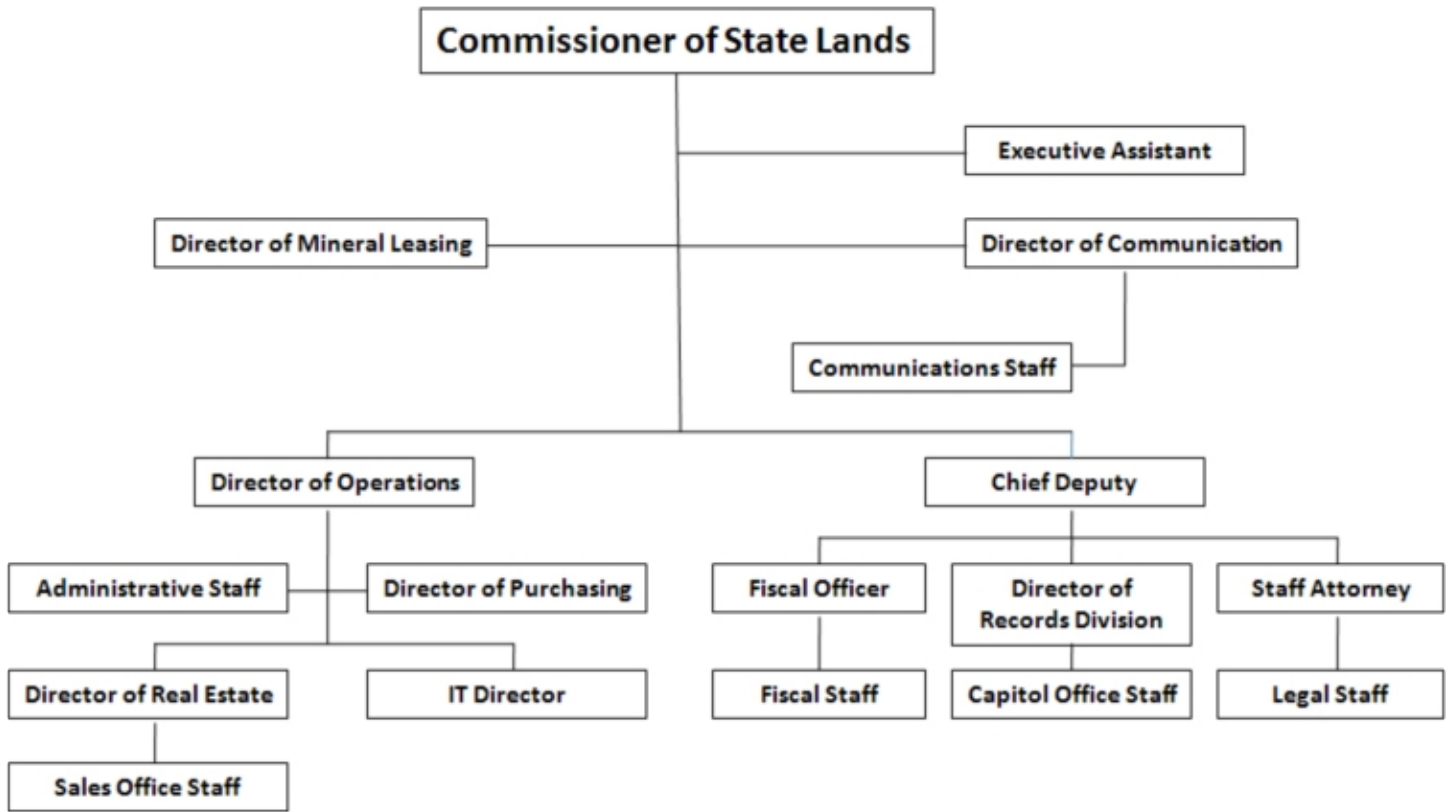 Commissioner of State Lands
Executive Assistant
Director of Mineral Leasing
Director of Communication
Communications Staff
Director of Operations
Chief Deputy
Administrative Staff
Director of Purchasing
Fiscal Officer
Director of
Records Division
Staff Attorney
Director of Real Estate
IT Director
Fiscal Staff
Capitol Office Staff
Legal Staff
Sales Office Staff